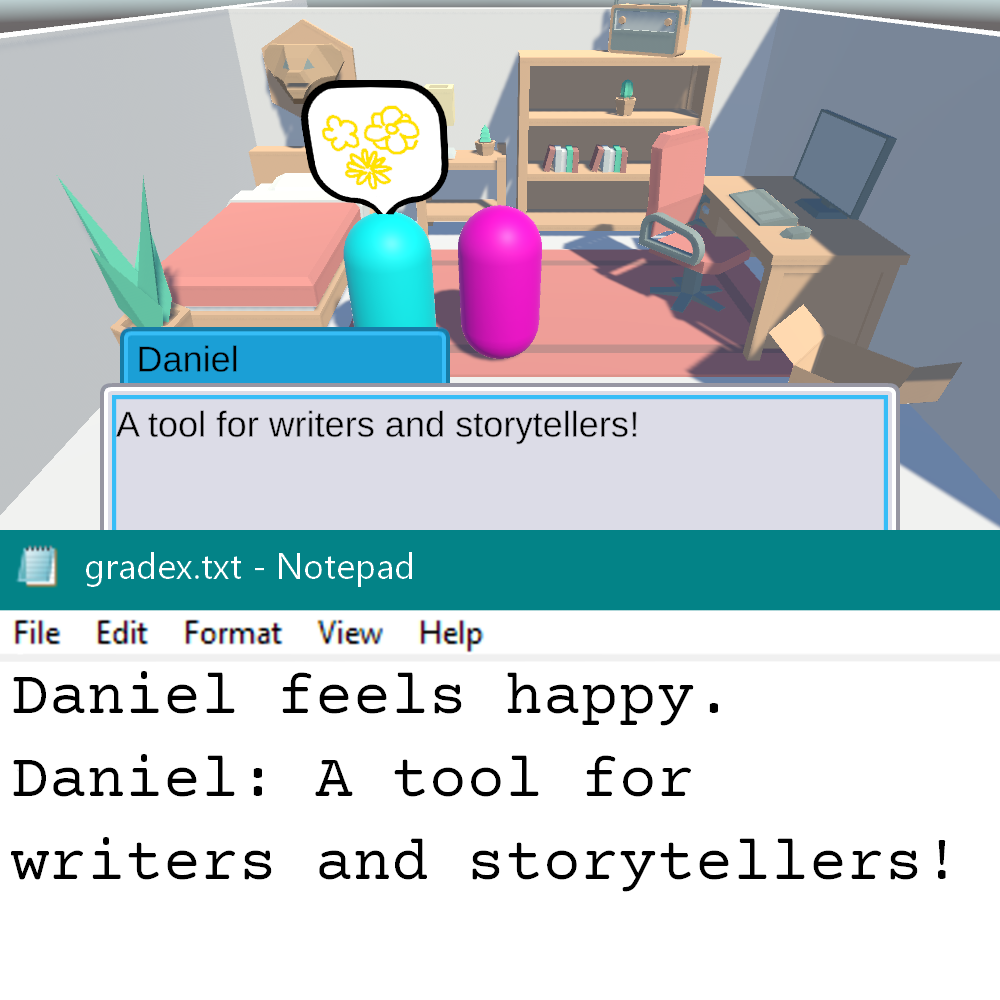 Daniel
A tool for writers and storytellers!
gradex.txt - Notepad
File Edit Format View Help
Daniel feels happy.
Daniel: A tool for
writers and storytellers!